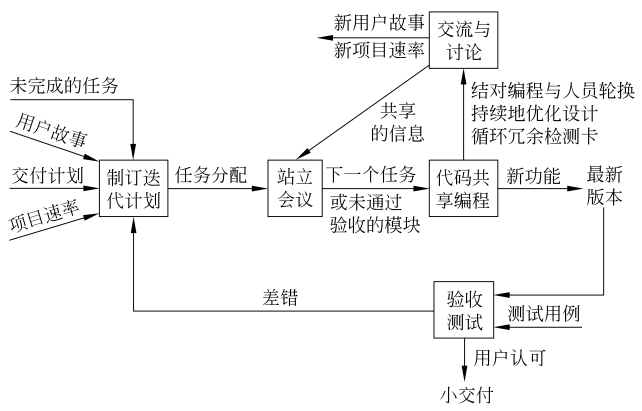 新用户故事
新项目速率
交流与
讨论
未完成的任务
用户故事
交付计划
项目速率
制订迭
代计划
任务分配
站立
会议
共享
的信息
下一个任务
或未通过
验收的模块
结对编程与人员轮换
持续地优化设计
循环冗余检测卡
代码共
享编程
新功能
最新
版本
差错
验收
测试
测试用例
用户认可
小交付